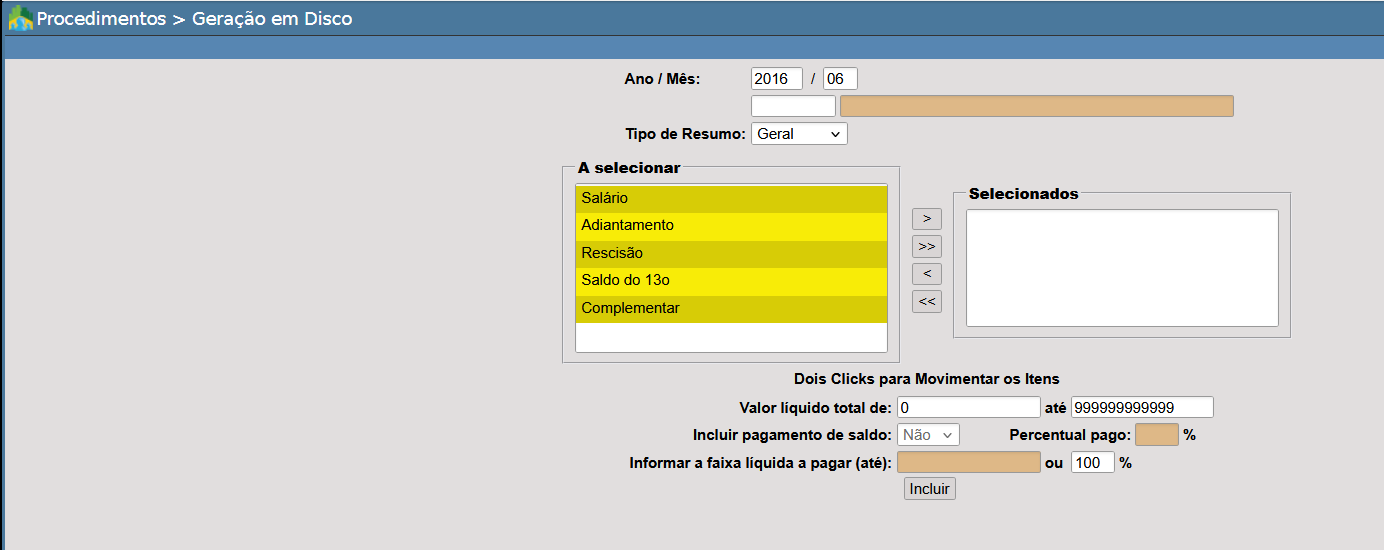 Procedimentos > Geração em Disco
Ano / Mês: 2016 / 06
Tipo de Resumo: Geral
A selecionar
Salário
Adiantamento
Rescisão
Saldo do 13o
Complementar
>
>>
<
<<
Selecionados
Dois Clicks para Movimentar os Itens
Valor líquido total de: 0 até 999999999999
Incluir pagamento de saldo: Não Percentual pago: %
Informar a faixa líquida a pagar (até): ou 100 %
Incluir